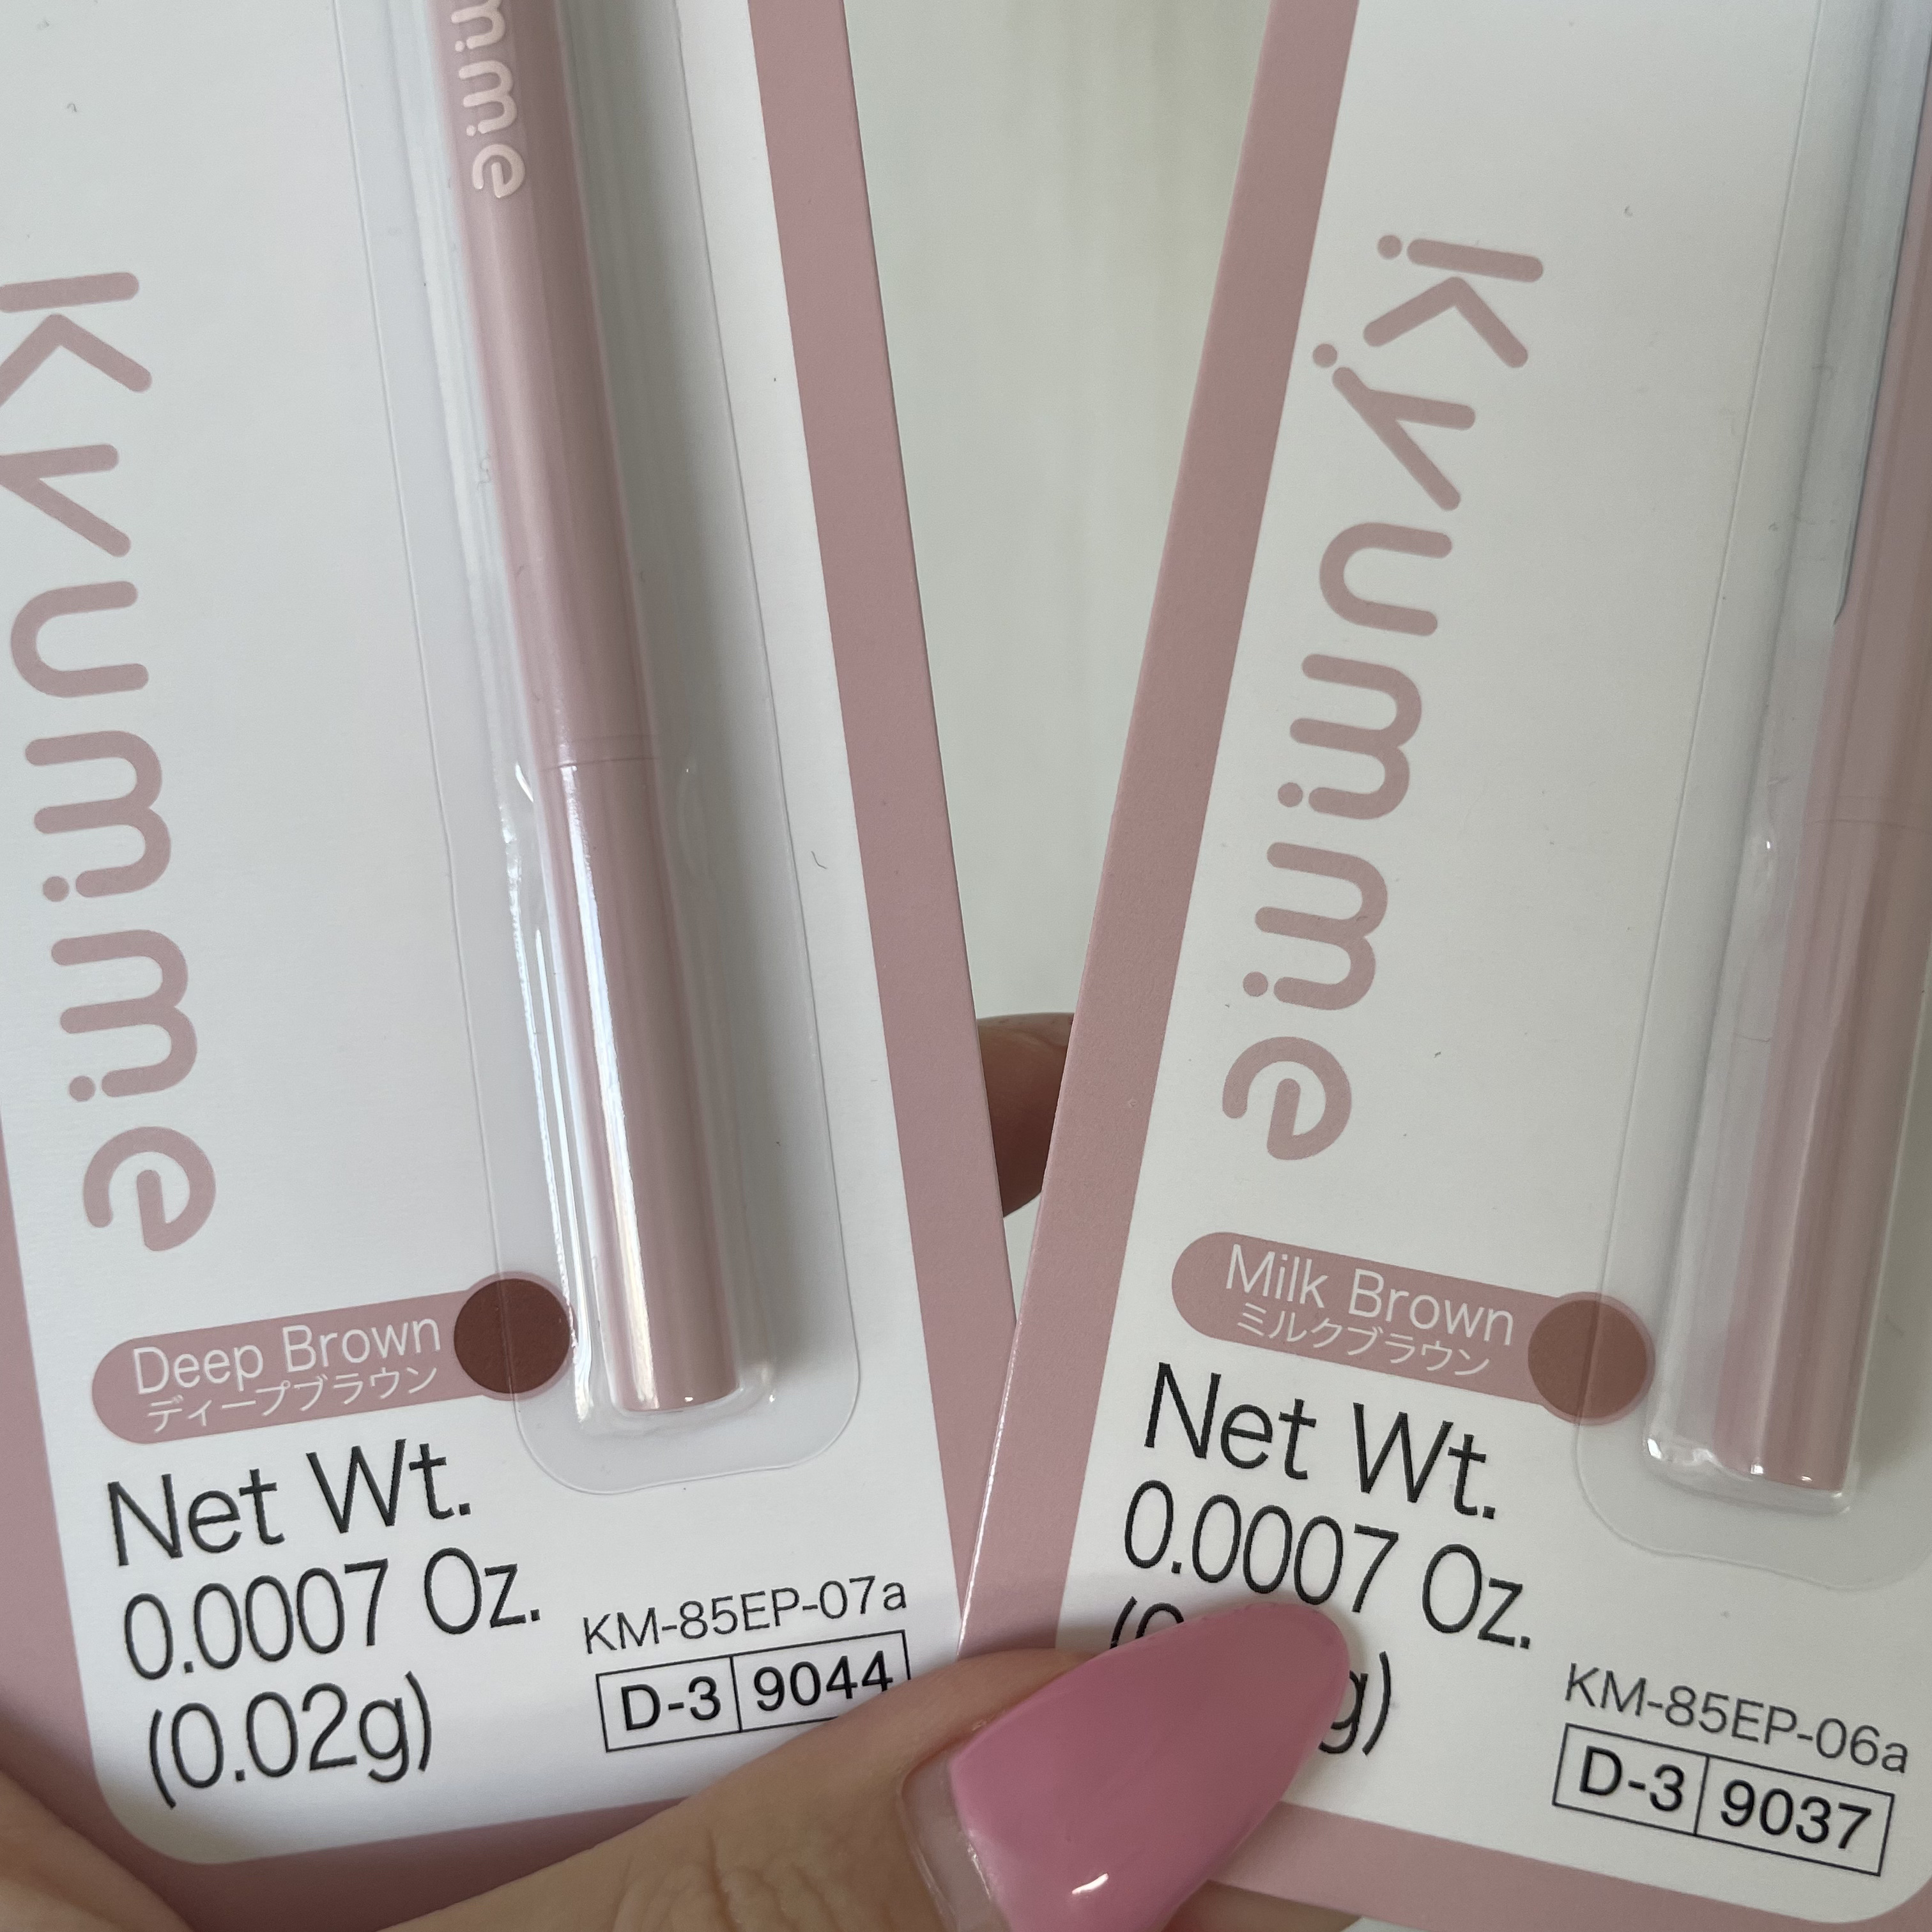 Kyumme
Deep Brown
ディープブラウン
Net Wt.
0.0007 Oz.
(0.02g)
KM-85EP-07a
D-3 9044
Kyumme
Milk Brown
ミルクブラウン
Net Wt.
0.0007 Oz.
KM-85EP-06a
D-3 9037